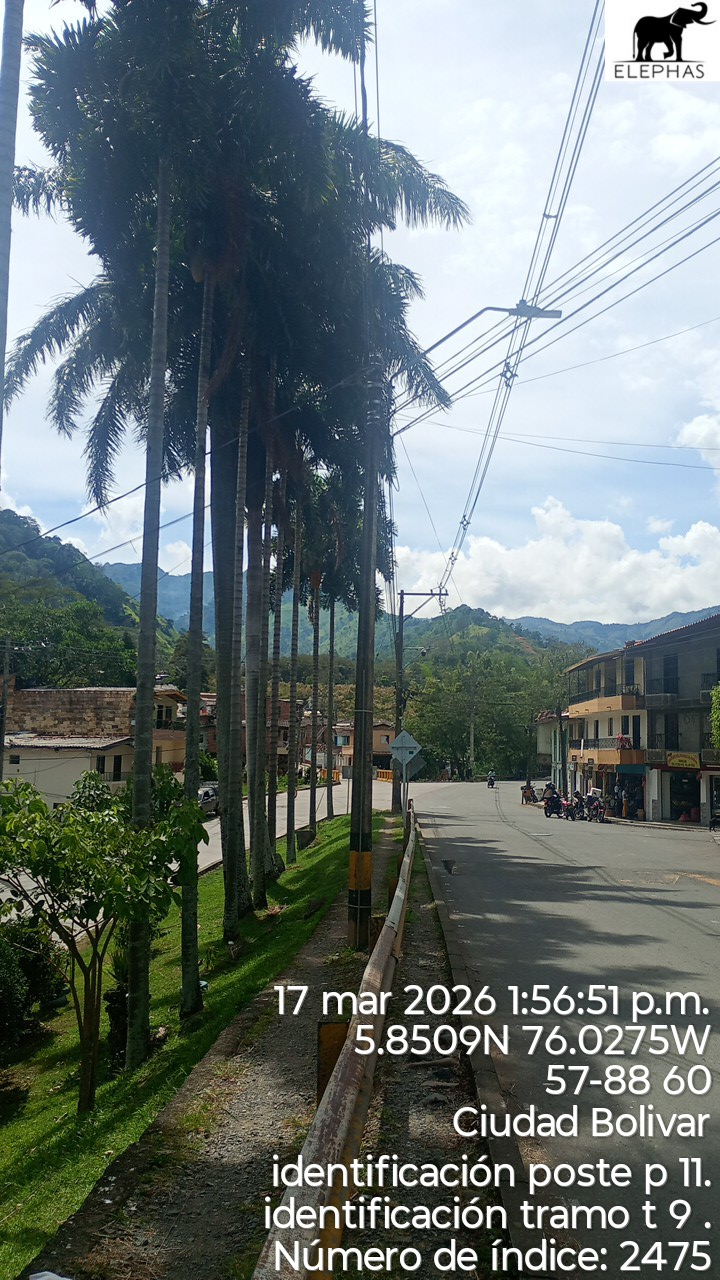 ELEPHAS
17 mar 2026 1:56:51 p.m.
5.8509N 76.0275W
57-88 60
Ciudad Bolivar
identificación poste p 11.
identificación tramo t 9 .
Número de índice: 2475